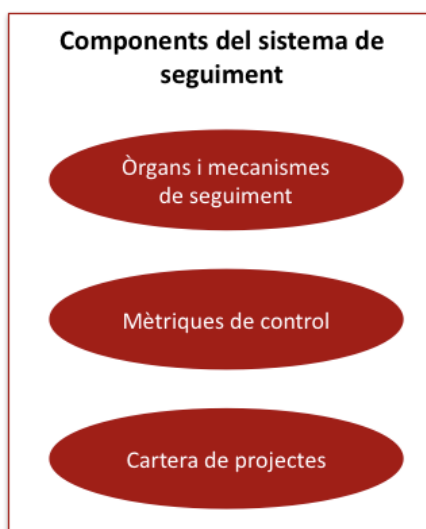 Components del sistema de
seguiment
Òrgans i mecanismes
de seguiment
Mètriques de control
Cartera de projectes